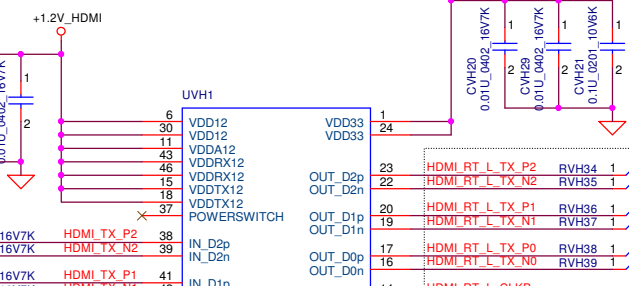 +1.2V_HDMI
0.01U_0402_16V7K
1
2
CVH20
0.01U_0402_16V7K
1
2
CVH29
0.01U_0402_16V7K
1
2
CVH21
0.1U_0201_10V6K
1
2
UVH1
6 VDD12 VDD33 1
30 VDD12 VDD33 24
11 VDDA12
43 VDDRX12
46 VDDRX12
15 VDDTX12
18 VDDTX12
37 POWERSWITCH
OUT_D2p 23 HDMI_RT_L_TX_P2 RVH34 1
OUT_D2n 22 HDMI_RT_L_TX_N2 RVH35 1
OUT_D1p 20 HDMI_RT_L_TX_P1 RVH36 1
OUT_D1n 19 HDMI_RT_L_TX_N1 RVH37 1
16V7K HDMI_TX_P2 38 IN_D2p
16V7K HDMI_TX_N2 39 IN_D2n
OUT_D0p 17 HDMI_RT_L_TX_P0 RVH38 1
OUT_D0n 16 HDMI_RT_L_TX_N0 RVH39 1
16V7K HDMI_TX_P1 41 IN_D1p